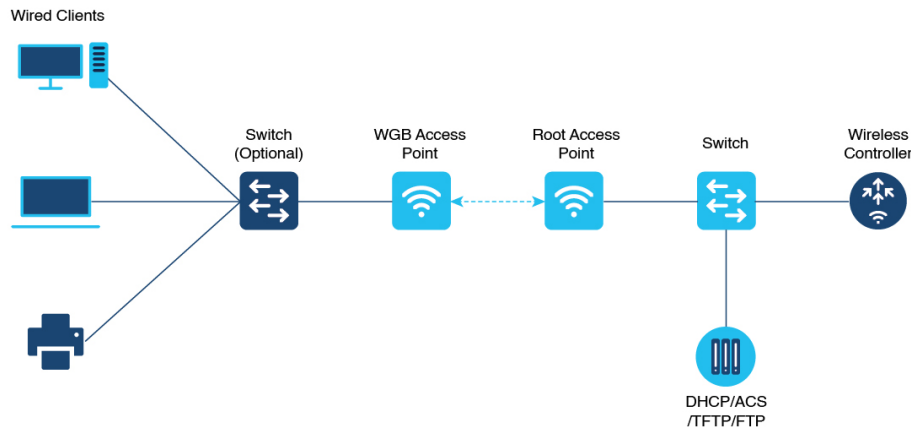 Wired Clients
Switch
(Optional)
WGB Access
Point
Root Access
Point
Switch
Wireless
Controller
DHCP/ACS
/TFTP/FTP